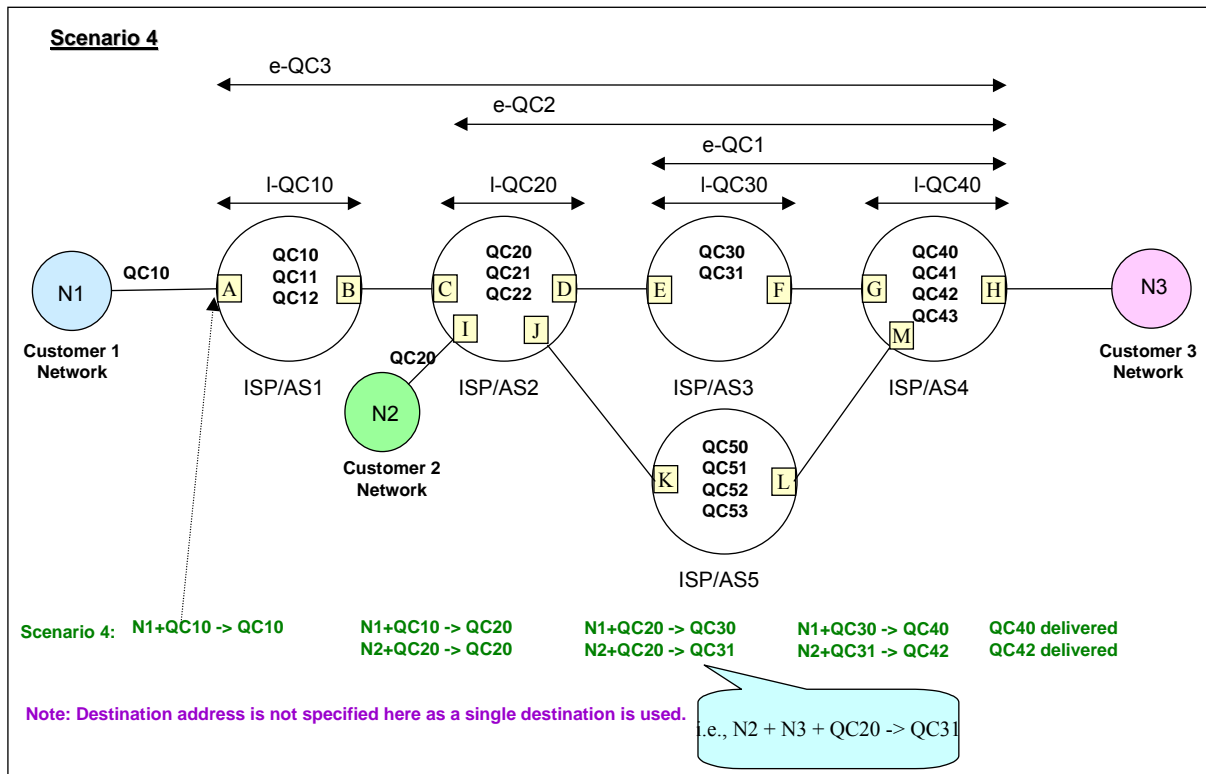 Scenario 4
e-QC3
e-QC2
e-QC1
l-QC10
l-QC20
l-QC30
l-QC40
N1
QC10
A
QC10
QC11
QC12
B
C
QC20
QC21
QC22
D
I
J
E
QC30
QC31
F
G
QC40
QC41
QC42
QC43
H
M
N3
Customer 1
Network
ISP/AS1
QC20
N2
Customer 2
Network
ISP/AS2
ISP/AS3
ISP/AS4
Customer 3
Network
K
QC50
QC51
QC52
QC53
L
ISP/AS5
Scenario 4:
N1+QC10 -> QC10
N1+QC10 -> QC20
N2+QC20 -> QC20
N1+QC20 -> QC30
N2+QC20 -> QC31
N1+QC30 -> QC40
N2+QC31 -> QC42
QC40 delivered
QC42 delivered
Note: Destination address is not specified here as a single destination is used.
i.e., N2 + N3 + QC20 -> QC31